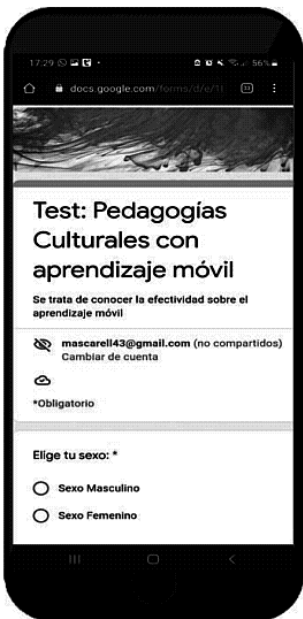 17:29
56%
docs.google.com/forms/d/e/1
Test: Pedagogías
Culturales con
aprendizaje móvil
Se trata de conocer la efectividad sobre el
aprendizaje móvil
mascarell43@gmail.com (no compartidos)
Cambiar de cuenta
*Obligatorio
Elige tu sexo: *
Sexo Masculino
Sexo Femenino